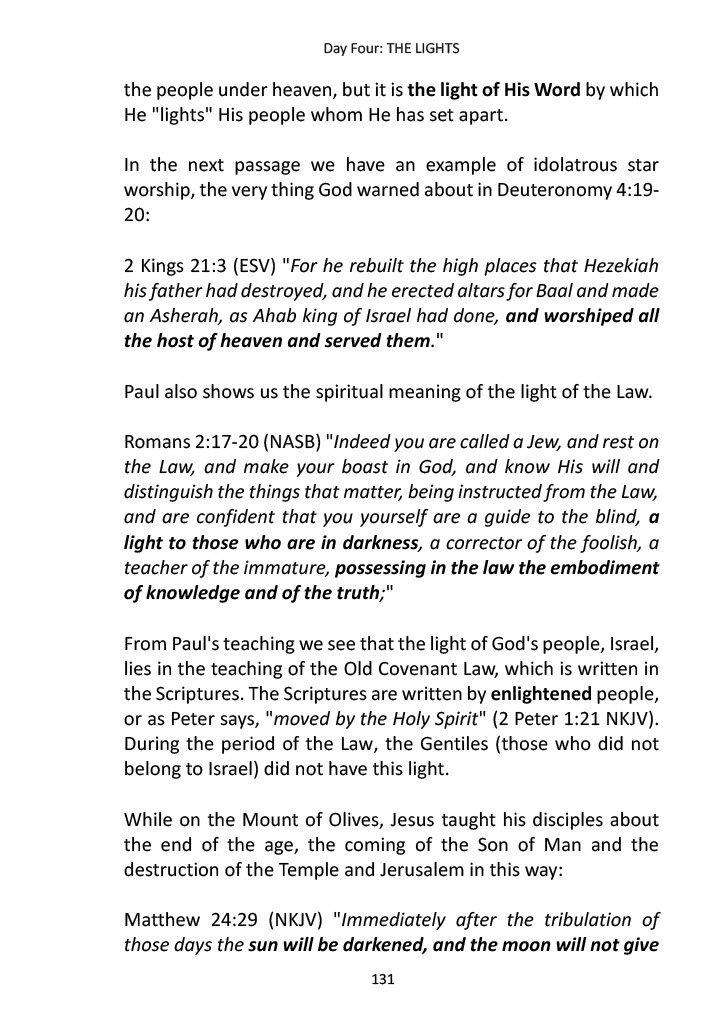 Day Four: THE LIGHTS
the people under heaven, but it is the light of His Word by which
He "lights" His people whom He has set apart.
In the next passage we have an example of idolatrous star
worship, the very thing God warned about in Deuteronomy 4:19-
20:
2 Kings 21:3 (ESV) "For he rebuilt the high places that Hezekiah
his father had destroyed, and he erected altars for Baal and made
an Asherah, as Ahab king of Israel had done, and worshiped all
the host of heaven and served them."
Paul also shows us the spiritual meaning of the light of the Law.
Romans 2:17-20 (NASB) "Indeed you are called a Jew, and rest on
the Law, and make your boast in God, and know His will and
distinguish the things that matter, being instructed from the Law,
and are confident that you yourself are a guide to the blind, a
light to those who are in darkness, a corrector of the foolish, a
teacher of the immature, possessing in the law the embodiment
of knowledge and of the truth;"
From Paul's teaching we see that the light of God's people, Israel,
lies in the teaching of the Old Covenant Law, which is written in
the Scriptures. The Scriptures are written by enlightened people,
or as Peter says, "moved by the Holy Spirit" (2 Peter 1:21 NKJV).
During the period of the Law, the Gentiles (those who did not
belong to Israel) did not have this light.
While on the Mount of Olives, Jesus taught his disciples about
the end of the age, the coming of the Son of Man and the
destruction of the Temple and Jerusalem in this way:
Matthew 24:29 (NKJV) "Immediately after the tribulation of
those days the sun will be darkened, and the moon will not give
131